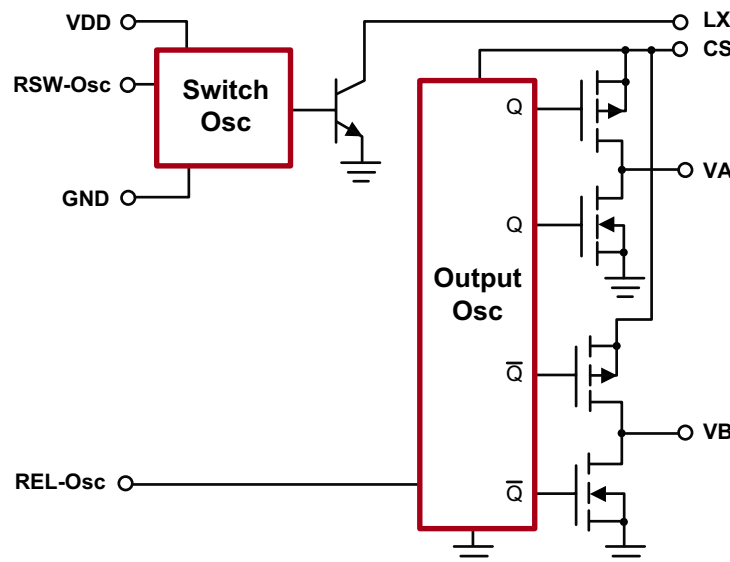 VDD
LX
CS
RSW-Osc
Switch
Osc
Q
VA
GND
Q
Output
Osc
Q̅
VB
REL-Osc
Q̅